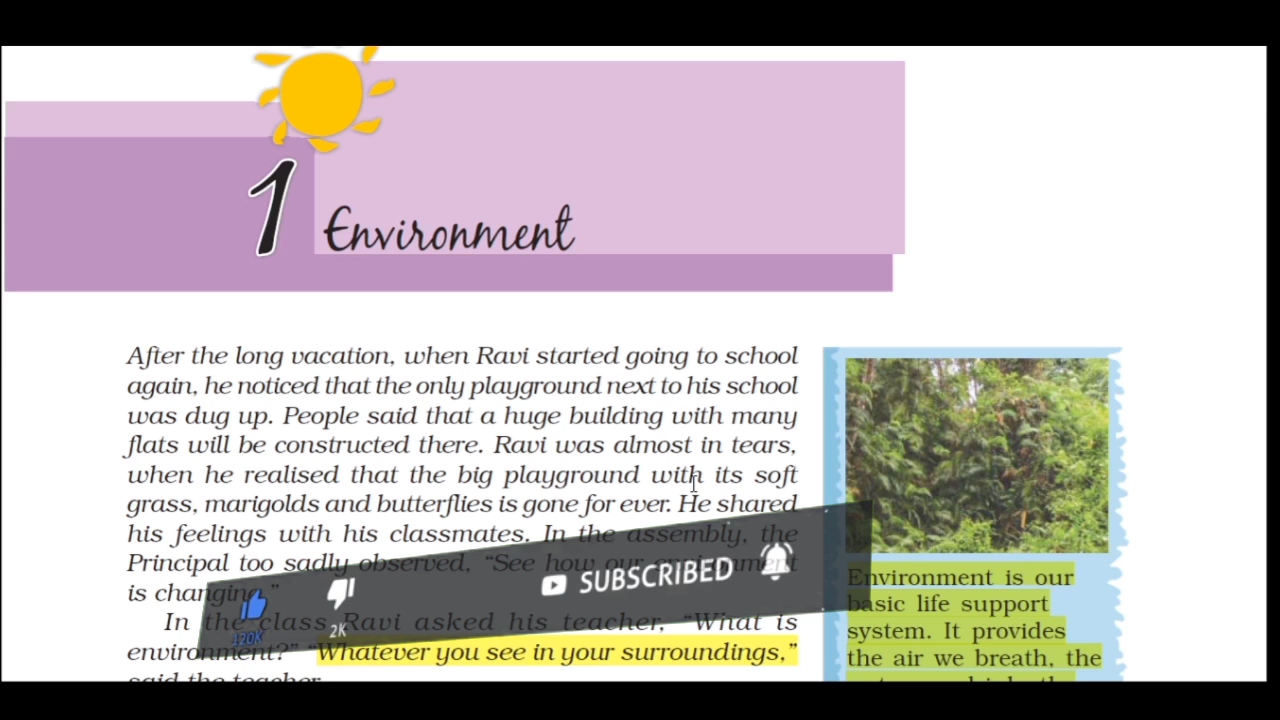 1
Environment
After the long vacation, when Ravi started going to school
again, he noticed that the only playground next to his school
was dug up. People said that a huge building with many
flats will be constructed there. Ravi was almost in tears,
when he realised that the big playground with its soft
grass, marigolds and butterflies is gone for ever. He shared
his feelings with his classmates. In the assembly, the
Principal too sadly observed, “See how our environment
is changing.”
In the class Ravi asked his teacher, “What is
environment?” “Whatever you see in your surroundings,”
said the teacher.
420K
2K
SUBSCRIBED
Environment is our
basic life support
system. It provides
the air we breath, the